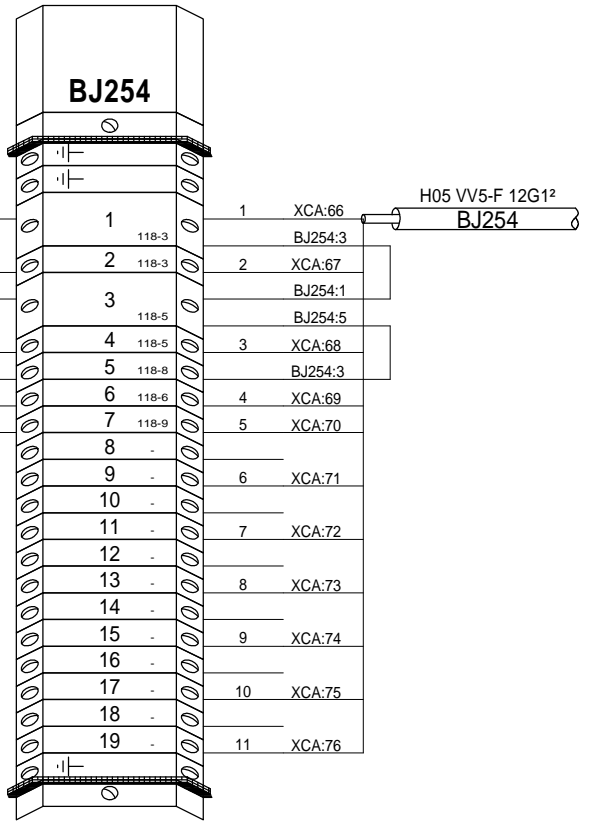 BJ254
H05 VV5-F 12G1²
BJ254
1 118-3 1 XCA:66
BJ254:3
2 118-3 2 XCA:67
BJ254:1
3 118-5
BJ254:5
4 118-5 3 XCA:68
5 118-8 BJ254:3
6 118-6 4 XCA:69
7 118-9 5 XCA:70
8 -
9 - 6 XCA:71
10 -
11 - 7 XCA:72
12 -
13 - 8 XCA:73
14 -
15 - 9 XCA:74
16 -
17 - 10 XCA:75
18 -
19 - 11 XCA:76